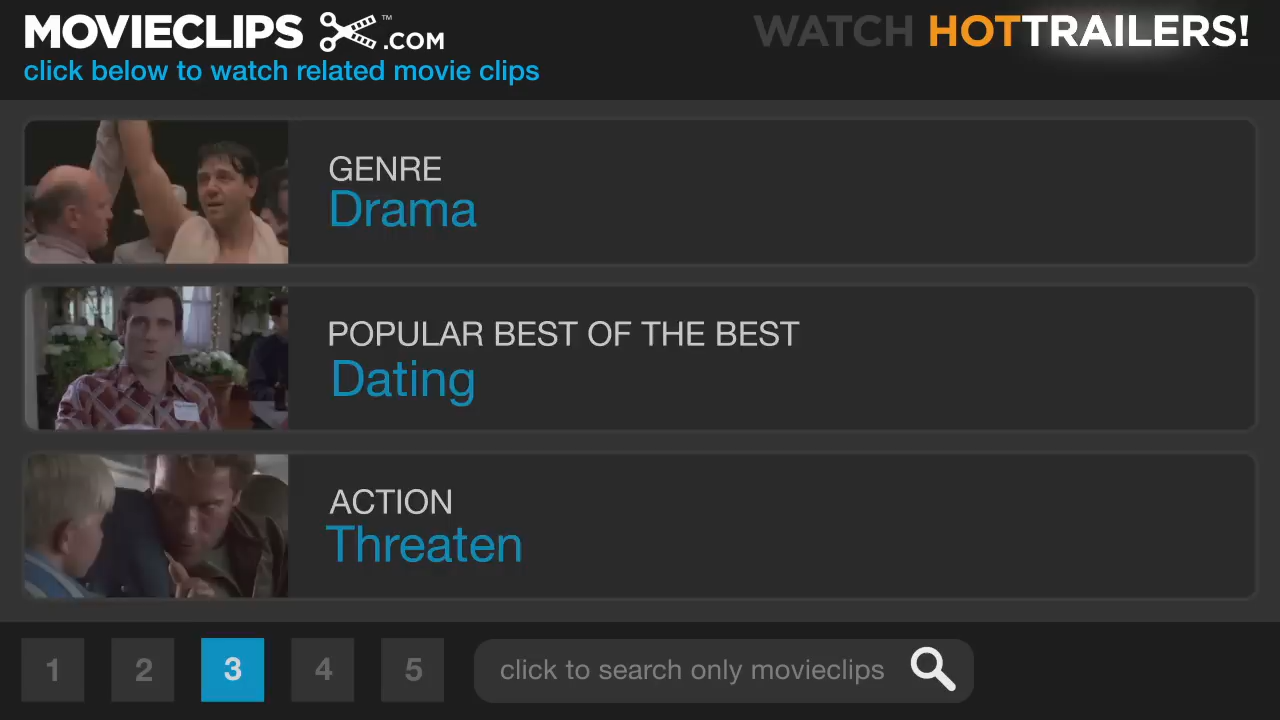 MOVIECLIPS ™ .COM
WATCH HOTTRAILERS!
click below to watch related movie clips
GENRE
Drama
POPULAR BEST OF THE BEST
Dating
ACTION
Threaten
1 2 3 4 5
click to search only movieclips